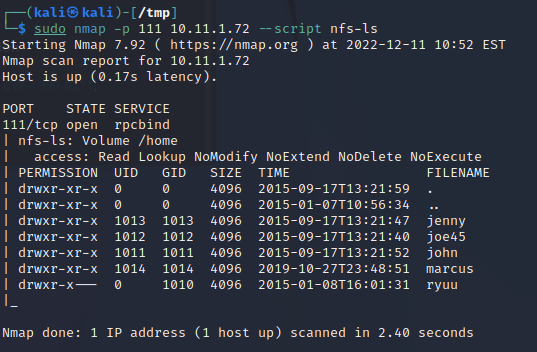 ┌──(kali㉿kali)-[/tmp]
└─$ sudo nmap -p 111 10.11.1.72 --script nfs-ls
Starting Nmap 7.92 ( https://nmap.org ) at 2022-12-11 10:52 EST
Nmap scan report for 10.11.1.72
Host is up (0.17s latency).

PORT    STATE SERVICE
111/tcp open  rpcbind
| nfs-ls: Volume /home
|   access: Read Lookup NoModify NoExtend NoDelete NoExecute
| PERMISSION  UID   GID   SIZE  TIME                 FILENAME
| drwxr-xr-x  0     0     4096  2015-09-17T13:21:59  .
| drwxr-xr-x  0     0     4096  2015-01-07T10:56:34  ..
| drwxr-xr-x  1013  1013  4096  2015-09-17T13:21:47  jenny
| drwxr-xr-x  1012  1012  4096  2015-09-17T13:21:40  joe45
| drwxr-xr-x  1011  1011  4096  2015-09-17T13:21:52  john
| drwxr-xr-x  1014  1014  4096  2019-10-27T23:48:51  marcus
| drwxr-x---  0     1010  4096  2015-01-08T16:01:31  ryuu
|_

Nmap done: 1 IP address (1 host up) scanned in 2.40 seconds